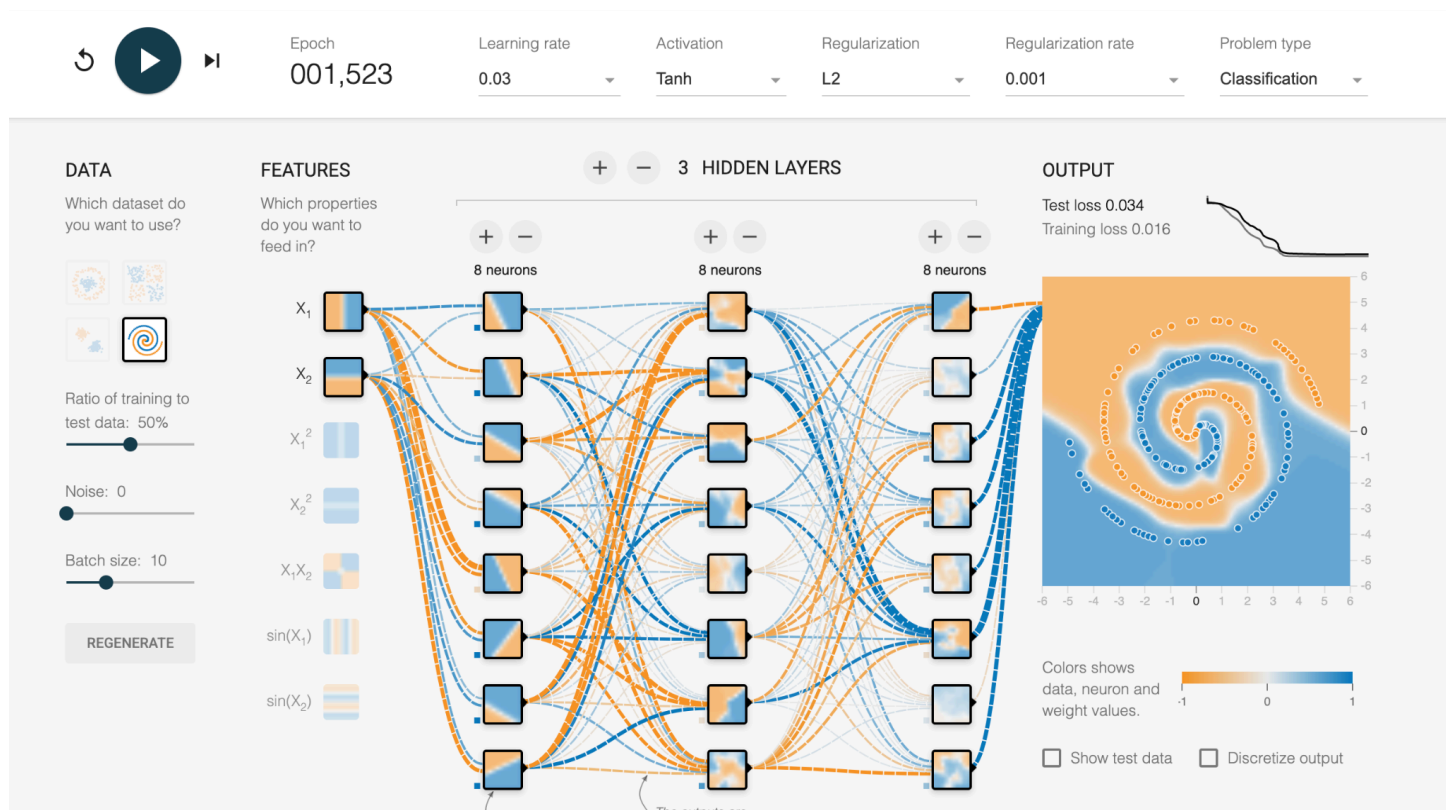 Epoch
001,523
Learning rate
0.03
Activation
Tanh
Regularization
L2
Regularization rate
0.001
Problem type
Classification
DATA
Which dataset do
you want to use?
Ratio of training to
test data: 50%
Noise: 0
Batch size: 10
REGENERATE
FEATURES
Which properties
do you want to
feed in?
X₁
X₂
X₁²
X₂²
X₁X₂
sin(X₁)
sin(X₂)
+ − 3 HIDDEN LAYERS
+ −
8 neurons
+ −
8 neurons
+ −
8 neurons
The outputs are
OUTPUT
Test loss 0.034
Training loss 0.016
6
5
4
3
2
1
0
-1
-2
-3
-4
-5
-6
-6 -5 -4 -3 -2 -1 0 1 2 3 4 5 6
Colors shows
data, neuron and
weight values.
-1 0 1
Show test data
Discretize output